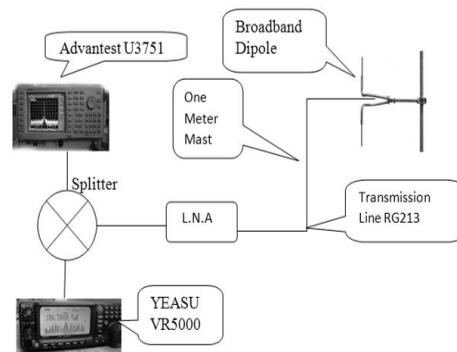 Advantest U3751
Broadband
Dipole
One
Meter
Mast
Splitter
L.N.A
Transmission
Line RG213
YEASU
VR5000